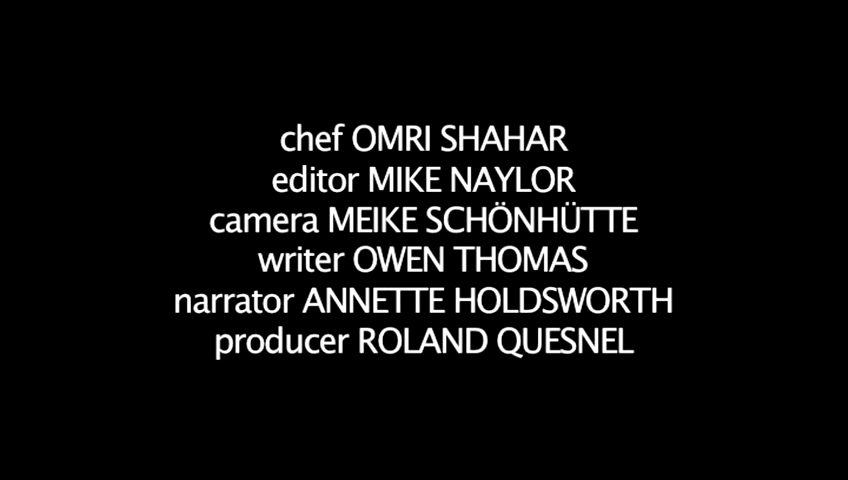 chef OMRI SHAHAR
editor MIKE NAYLOR
camera MEIKE SCHÖNHÜTTE
writer OWEN THOMAS
narrator ANNETTE HOLDSWORTH
producer ROLAND QUESNEL